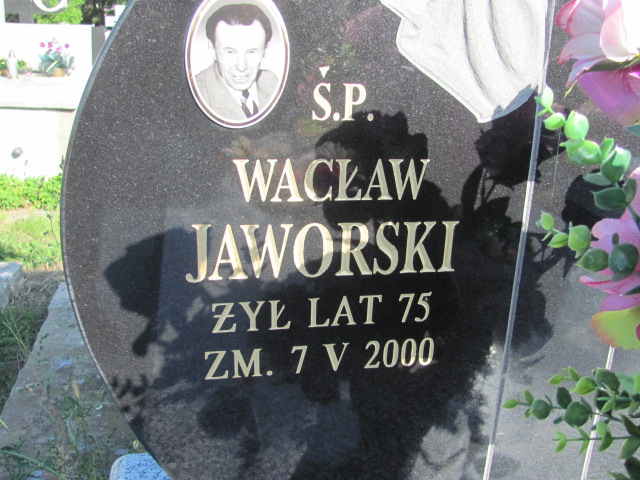 Ś.P.
WACŁAW
JAWORSKI
ŻYŁ LAT 75
ZM. 7 V 2000